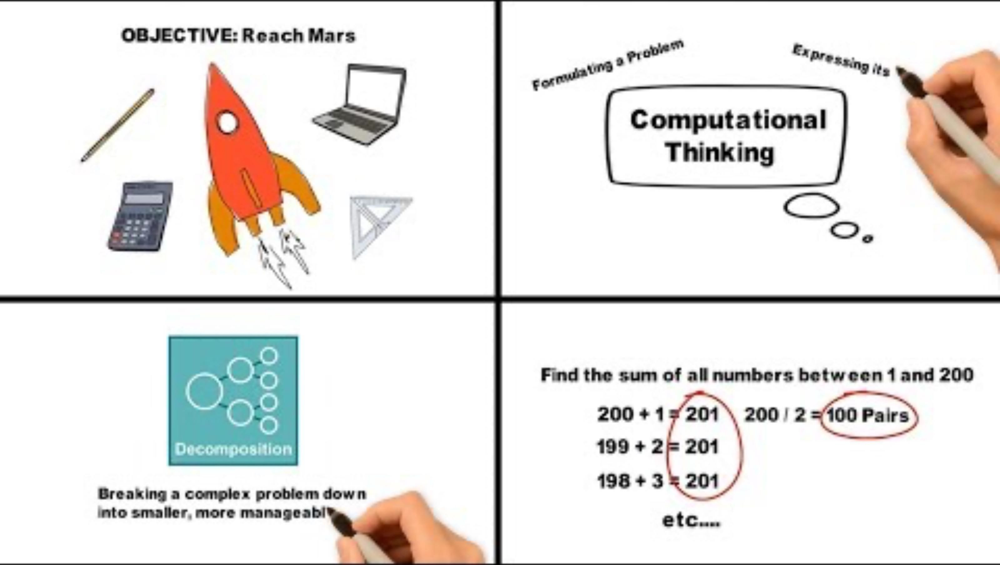 OBJECTIVE: Reach Mars
Formulating a Problem
Expressing its
Computational
Thinking
Decomposition
Breaking a complex problem down
into smaller, more manageabl
Find the sum of all numbers between 1 and 200
200 + 1 = 201 200 / 2 = 100 Pairs
199 + 2 = 201
198 + 3 = 201
etc....